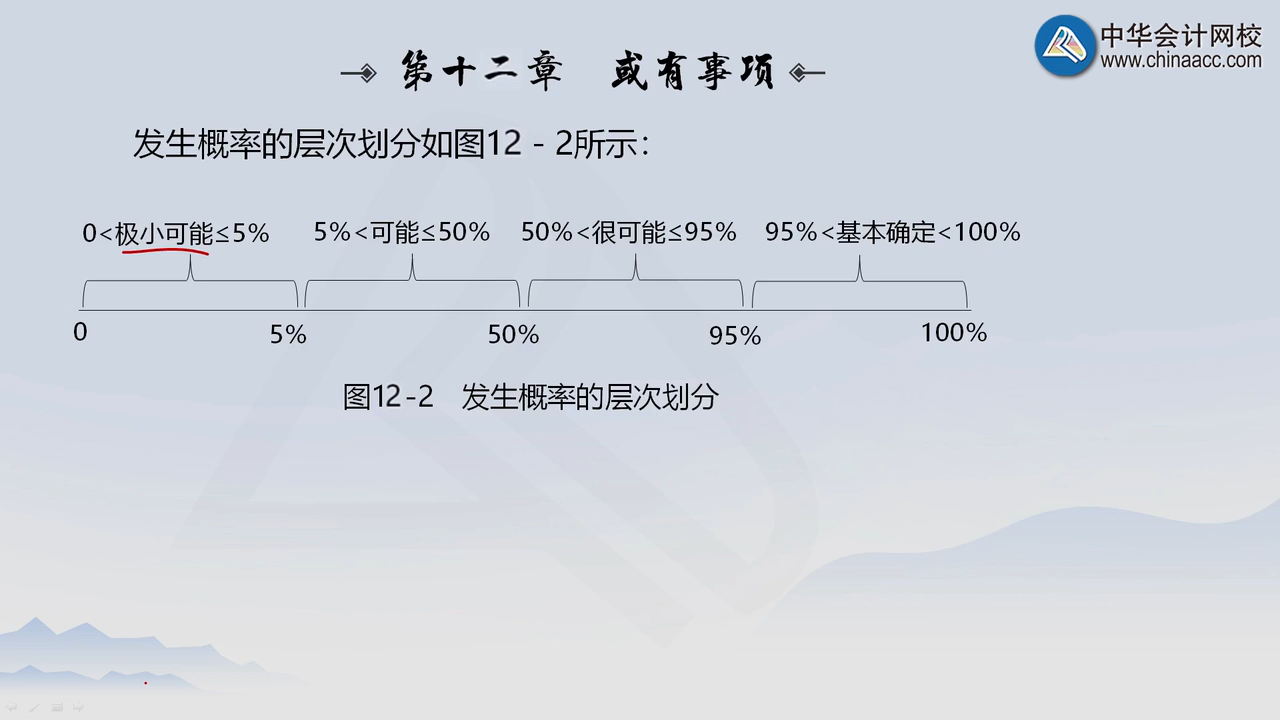 中华会计网校
www.chinaacc.com
第十二章 或有事项
发生概率的层次划分如图12－2所示：
0<极小可能≤5% 5%<可能≤50% 50%<很可能≤95% 95%<基本确定<100%
0 5% 50% 95% 100%
图12-2 发生概率的层次划分